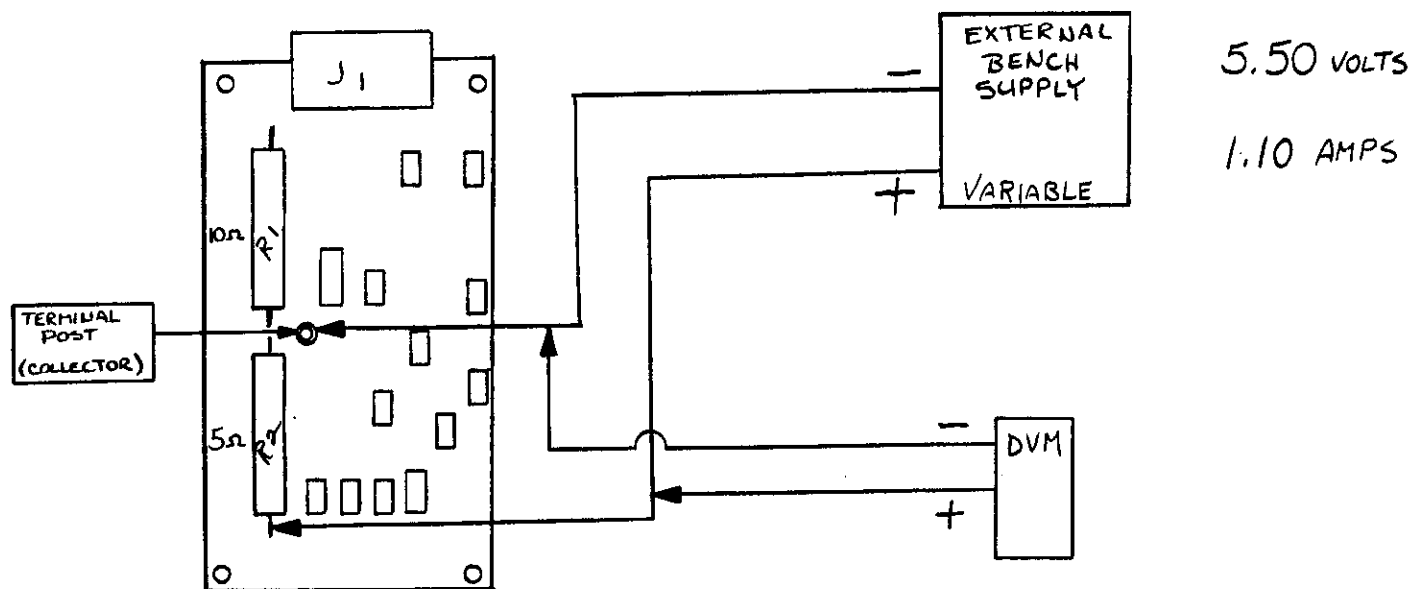 J1
EXTERNAL
BENCH
SUPPLY
VARIABLE
−
+
5.50 VOLTS
1.10 AMPS
10Ω
R1
TERMINAL
POST
(COLLECTOR)
5Ω
R2
DVM
−
+